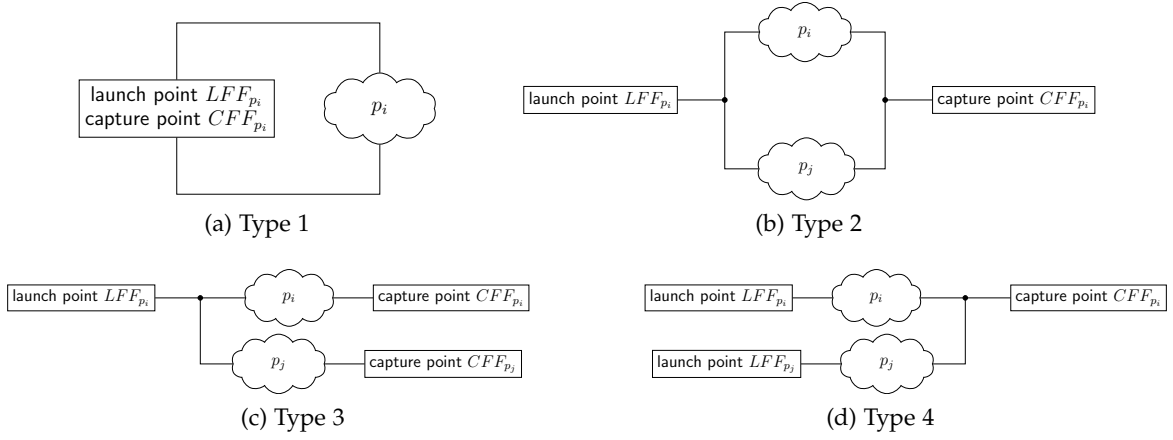 launch point $LFF_{p_i}$
capture point $CFF_{p_i}$
$p_i$
(a) Type 1
launch point $LFF_{p_i}$
$p_i$
$p_j$
capture point $CFF_{p_i}$
(b) Type 2
launch point $LFF_{p_i}$
$p_i$
capture point $CFF_{p_i}$
$p_j$
capture point $CFF_{p_j}$
(c) Type 3
launch point $LFF_{p_i}$
$p_i$
capture point $CFF_{p_i}$
launch point $LFF_{p_j}$
$p_j$
(d) Type 4